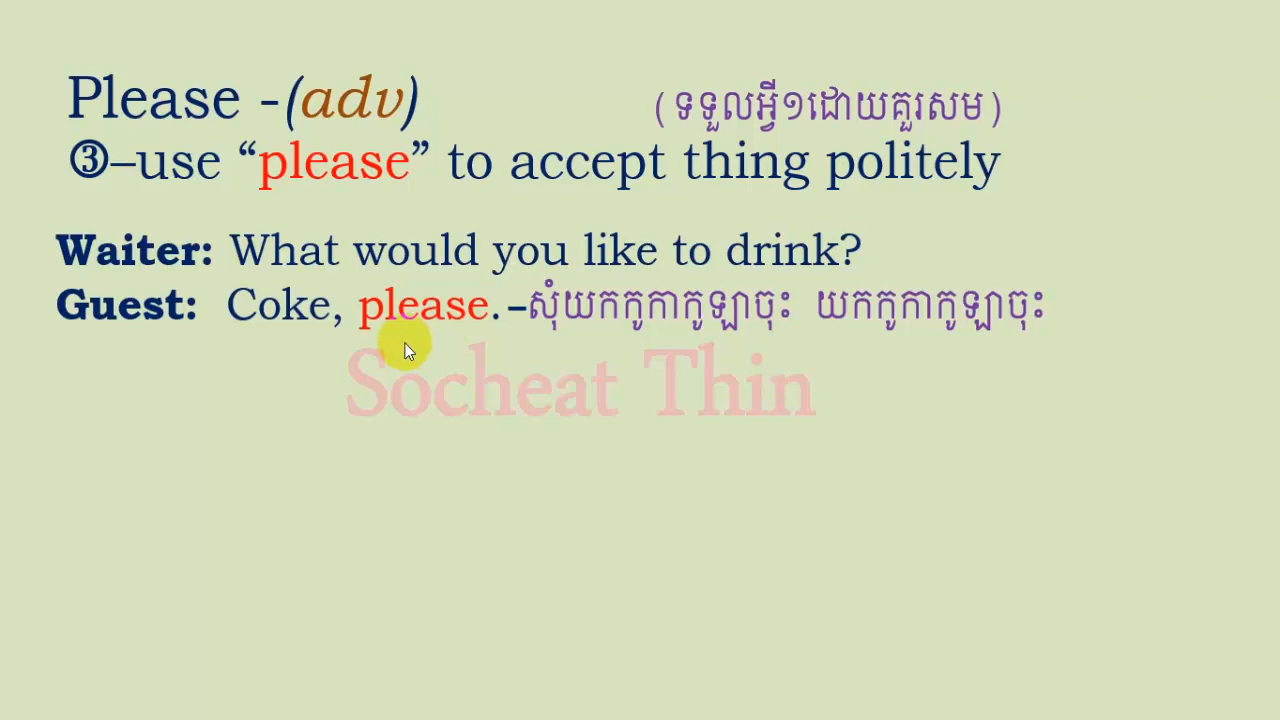 Please -(adv) (ទទួលអ្វី១ដោយគួរសម)
③–use “please” to accept thing politely
Waiter: What would you like to drink?
Guest: Coke, please.–សុំយកកូកាកូឡាចុះ យកកូកាកូឡាចុះ
Socheat Thin